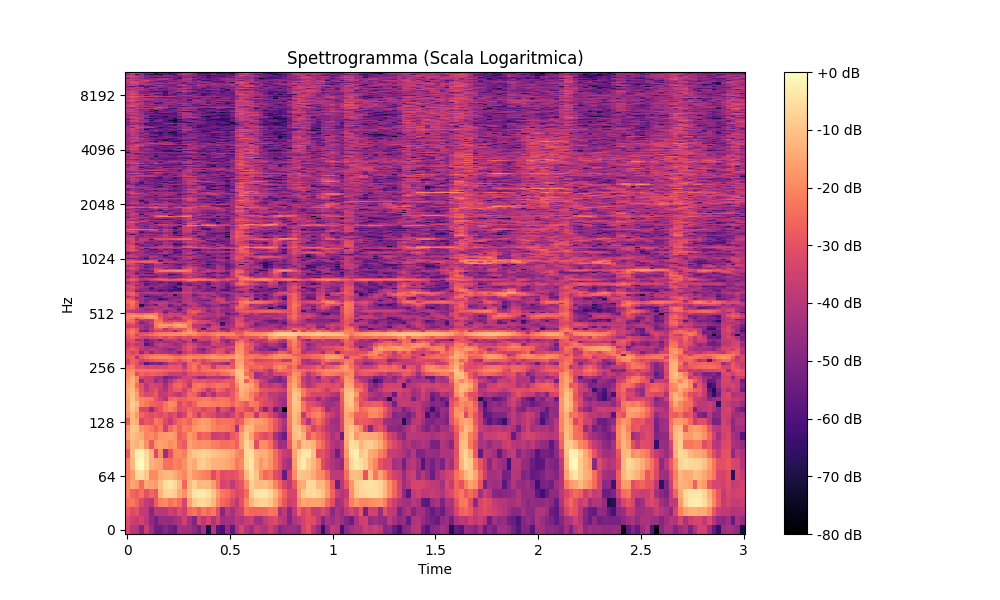 Spettrogramma (Scala Logaritmica)
Hz
8192
4096
2048
1024
512
256
128
64
0
0
0.5
1
1.5
2
2.5
3
Time
+0 dB
-10 dB
-20 dB
-30 dB
-40 dB
-50 dB
-60 dB
-70 dB
-80 dB